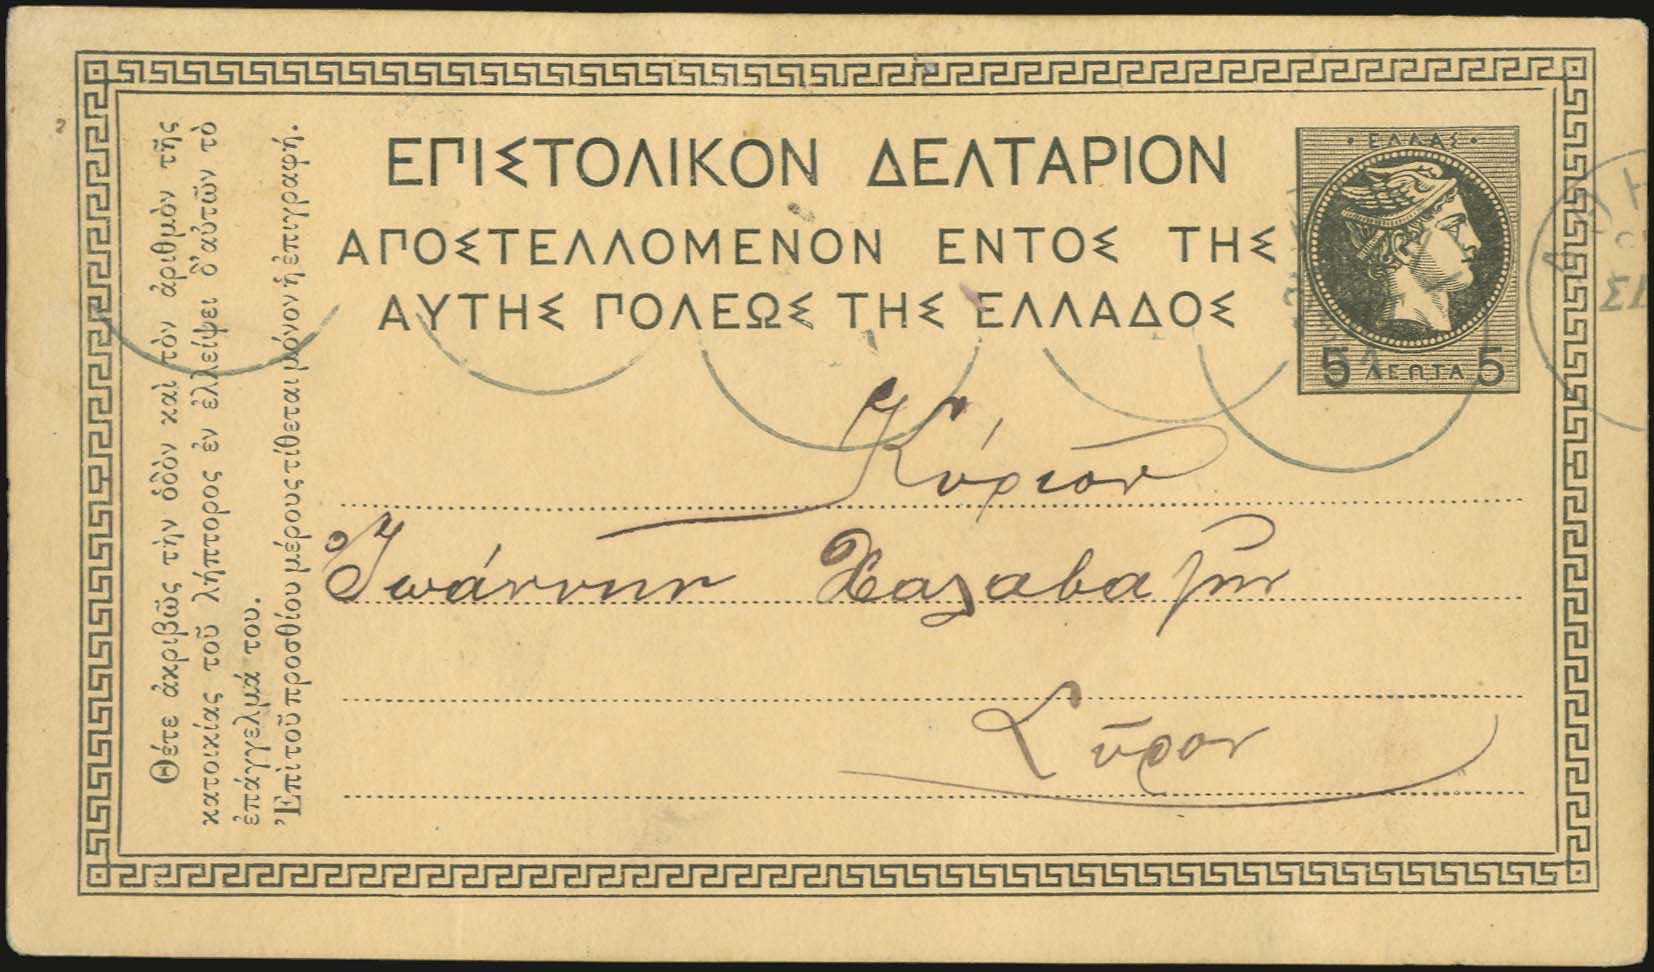 ΕΠΙΣΤΟΛΙΚΟΝ ΔΕΛΤΑΡΙΟΝ
ΑΠΟΣΤΕΛΛΟΜΕΝΟΝ ΕΝΤΟΣ ΤΗΣ
ΑΥΤΗΣ ΠΟΛΕΩΣ ΤΗΣ ΕΛΛΑΔΟΣ
· ΕΛΛΑΣ ·
5 ΛΕΠΤΑ 5
Θέτε ἀκριβῶς τὴν ὁδὸν καὶ τὸν ἀριθμὸν τῆς
κατοικίας τοῦ λήπτορος ἐν ἐλλείψει δ᾽αὐτῶν τὸ
ἐπάγγελμά του.
Ἐπὶ τοῦ προσθίου μέρους τίθεται μόνον ἡ ἐπιγραφή.
Κύριον
Ἰωάννην
Σῦρον